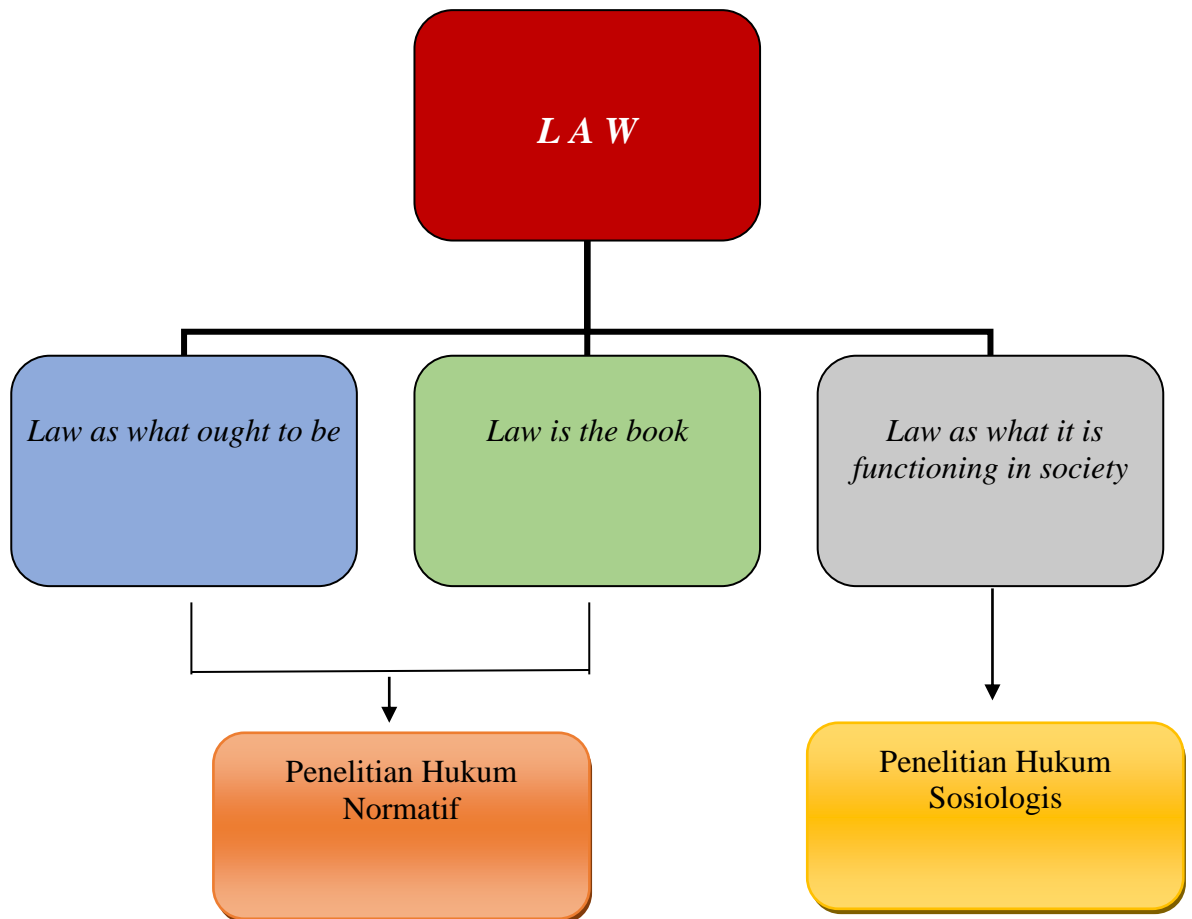 L A W
Law as what ought to be
Law is the book
Law as what it is
functioning in society
Penelitian Hukum
Normatif
Penelitian Hukum
Sosiologis